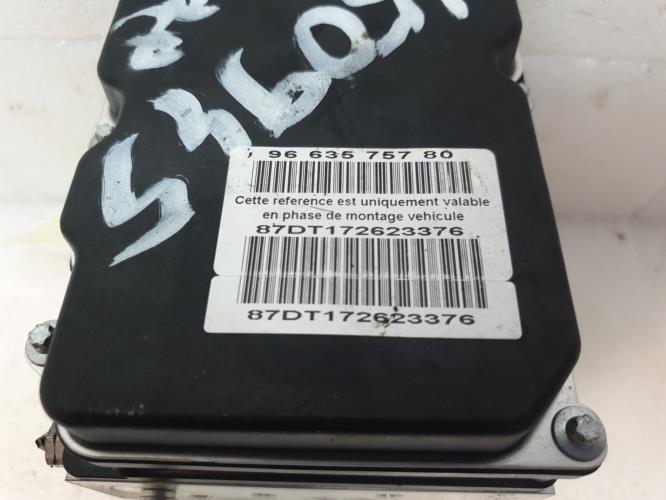 96 635 757 80
Cette reference est uniquement valable
en phase de montage vehicule
87DT172623376
87DT172623376